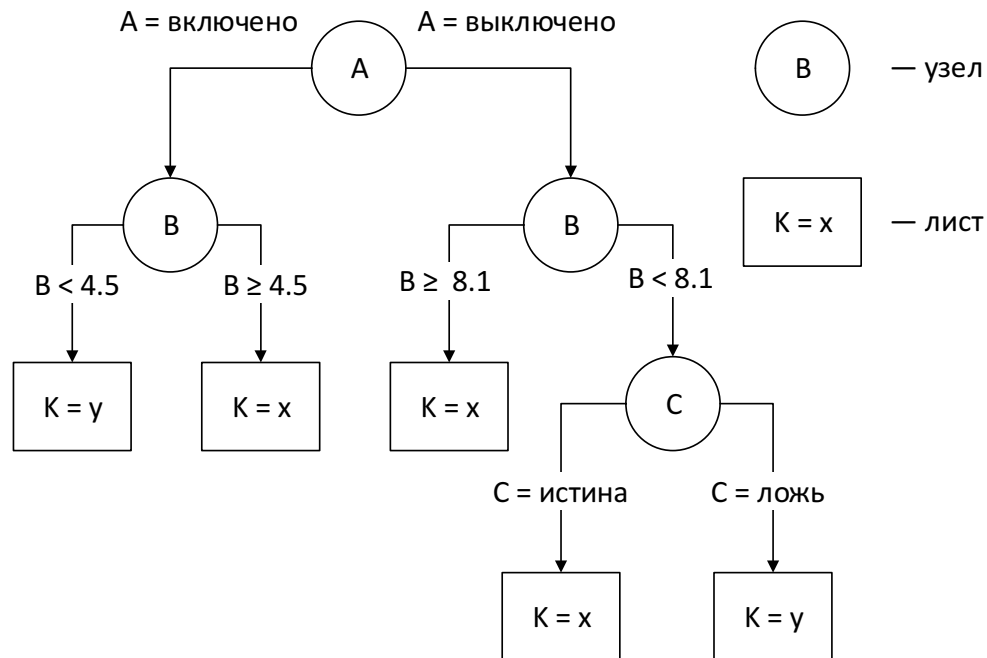 A = включено
A = выключено
A
B
— узел
B
B
K = x
— лист
B < 4.5
B ≥ 4.5
B ≥ 8.1
B < 8.1
K = y
K = x
K = x
C
C = истина
C = ложь
K = x
K = y